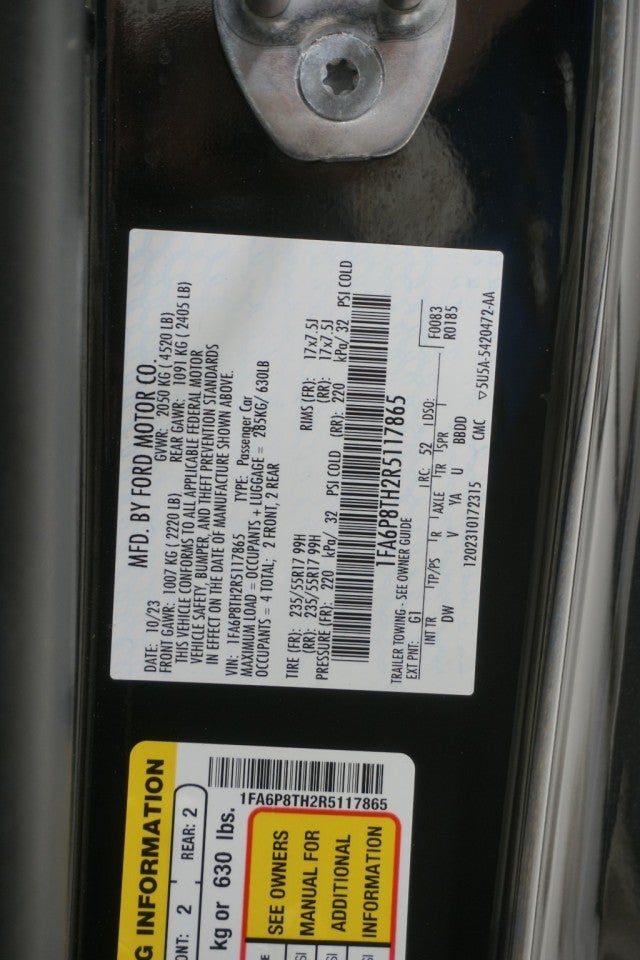 MFD. BY FORD MOTOR CO.
DATE: 10/23 GVWR: 2050 KG ( 4520 LB)
FRONT GAWR: 1007 KG ( 2220 LB) REAR GAWR: 1091 KG ( 2405 LB)
THIS VEHICLE CONFORMS TO ALL APPLICABLE FEDERAL MOTOR
VEHICLE SAFETY, BUMPER, AND THEFT PREVENTION STANDARDS
IN EFFECT ON THE DATE OF MANUFACTURE SHOWN ABOVE.
VIN: 1FA6P8TH2R5117865 TYPE: Passenger Car
MAXIMUM LOAD = OCCUPANTS + LUGGAGE = 285KG/ 630LB
OCCUPANTS = 4 TOTAL; 2 FRONT, 2 REAR
TIRE (FR): 235/55R17 99H RIMS (FR): 17x7.5J
(RR): 235/55R17 99H (RR): 17x7.5J
PRESSURE (FR): 220 kPa/ 32 PSI COLD (RR): 220 kPa/ 32 PSI COLD
1FA6P8TH2R5117865
TRAILER TOWING - SEE OWNER GUIDE
EXT PNT: G1 RC: 52 DSO: F0083
R0185
INT TR TP/PS R AXLE TR SPR
DW V YA U BBDD
1202310172315 CMC ▽5U5A-5420472-AA
G INFORMATION
ONT: 2 REAR: 2
kg or 630 lbs.
1FA6P8TH2R5117865
SEE OWNERS
MANUAL FOR
ADDITIONAL
INFORMATION